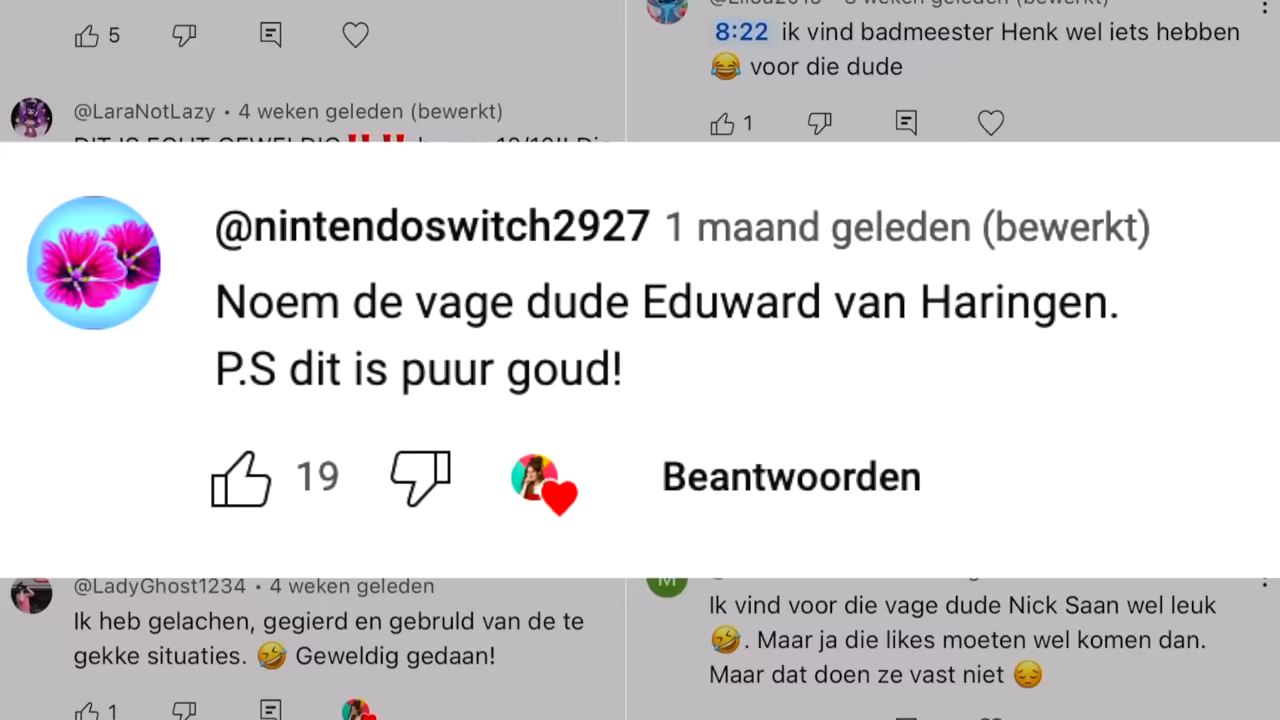 5
8:22 ik vind badmeester Henk wel iets hebben
😂 voor die dude
1
@LaraNotLazy • 4 weken geleden (bewerkt)
@nintendoswitch2927 1 maand geleden (bewerkt)
Noem de vage dude Eduward van Haringen.
P.S dit is puur goud!
19
Beantwoorden
@LadyGhost1234 • 4 weken geleden
Ik heb gelachen, gegierd en gebruld van de te
gekke situaties. 🤣 Geweldig gedaan!
1
M
Ik vind voor die vage dude Nick Saan wel leuk
🤣. Maar ja die likes moeten wel komen dan.
Maar dat doen ze vast niet 😔